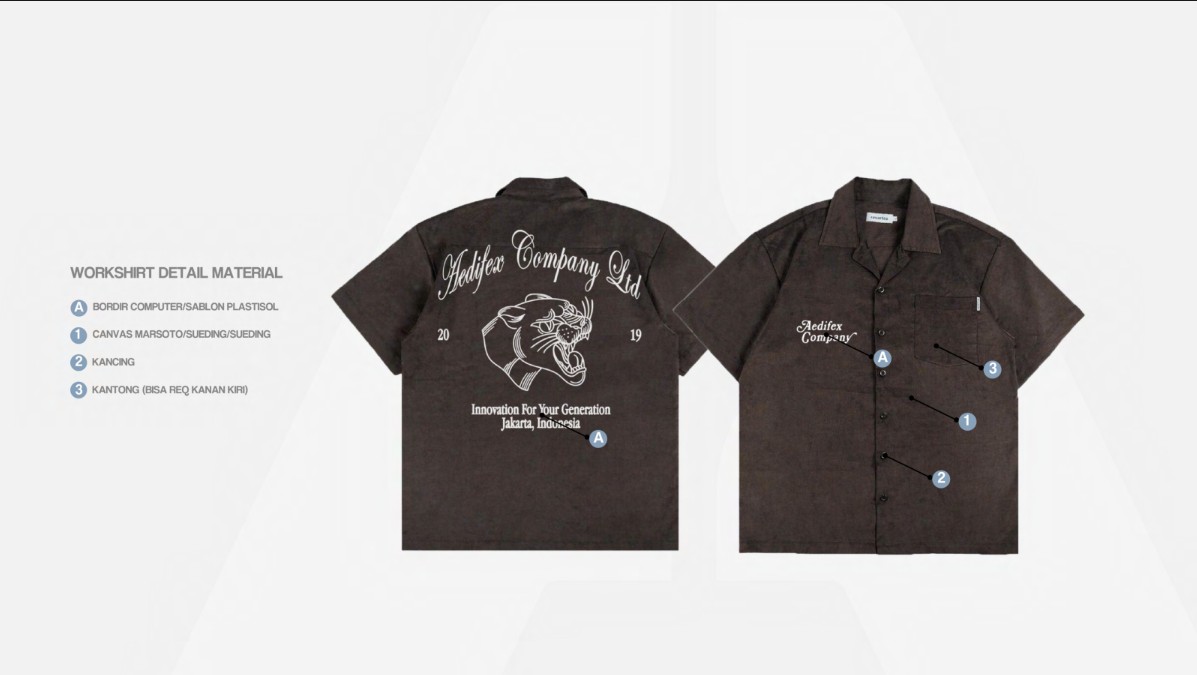 WORKSHIRT DETAIL MATERIAL
A BORDIR COMPUTER/SABLON PLASTISOL
1 CANVAS MARSOTO/SUEDING/SUEDING
2 KANCING
3 KANTONG (BISA REQ KANAN KIRI)
Aedifex Company Ltd
20 19
Innovation For Your Generation
Jakarta, Indonesia
A
Aedifex
Company
A
3
1
2